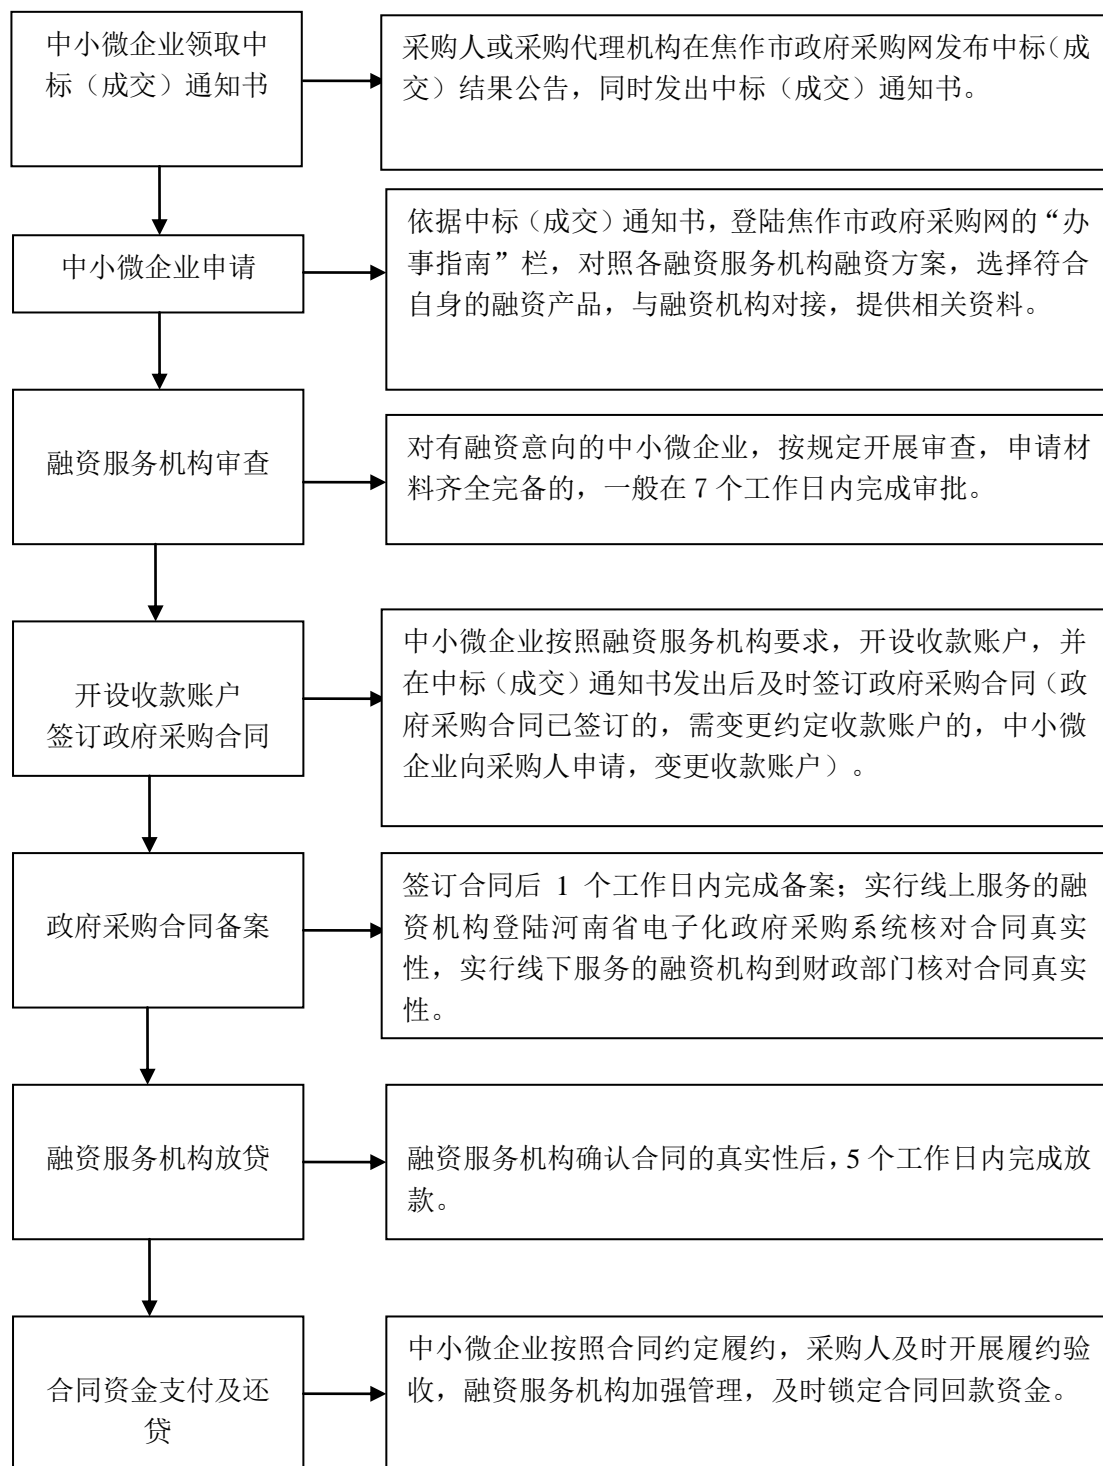 中小微企业领取中
标（成交）通知书
采购人或采购代理机构在焦作市政府采购网发布中标（成
交）结果公告，同时发出中标（成交）通知书。
中小微企业申请
依据中标（成交）通知书，登陆焦作市政府采购网的“办
事指南”栏，对照各融资服务机构融资方案，选择符合
自身的融资产品，与融资机构对接，提供相关资料。
融资服务机构审查
对有融资意向的中小微企业，按规定开展审查，申请材
料齐全完备的，一般在 7 个工作日内完成审批。
开设收款账户
签订政府采购合同
中小微企业按照融资服务机构要求，开设收款账户，并
在中标（成交）通知书发出后及时签订政府采购合同（政
府采购合同已签订的，需变更约定收款账户的，中小微
企业向采购人申请，变更收款账户）。
政府采购合同备案
签订合同后 1 个工作日内完成备案；实行线上服务的融
资机构登陆河南省电子化政府采购系统核对合同真实
性，实行线下服务的融资机构到财政部门核对合同真实
性。
融资服务机构放贷
融资服务机构确认合同的真实性后，5 个工作日内完成放
款。
合同资金支付及还
贷
中小微企业按照合同约定履约，采购人及时开展履约验
收，融资服务机构加强管理，及时锁定合同回款资金。